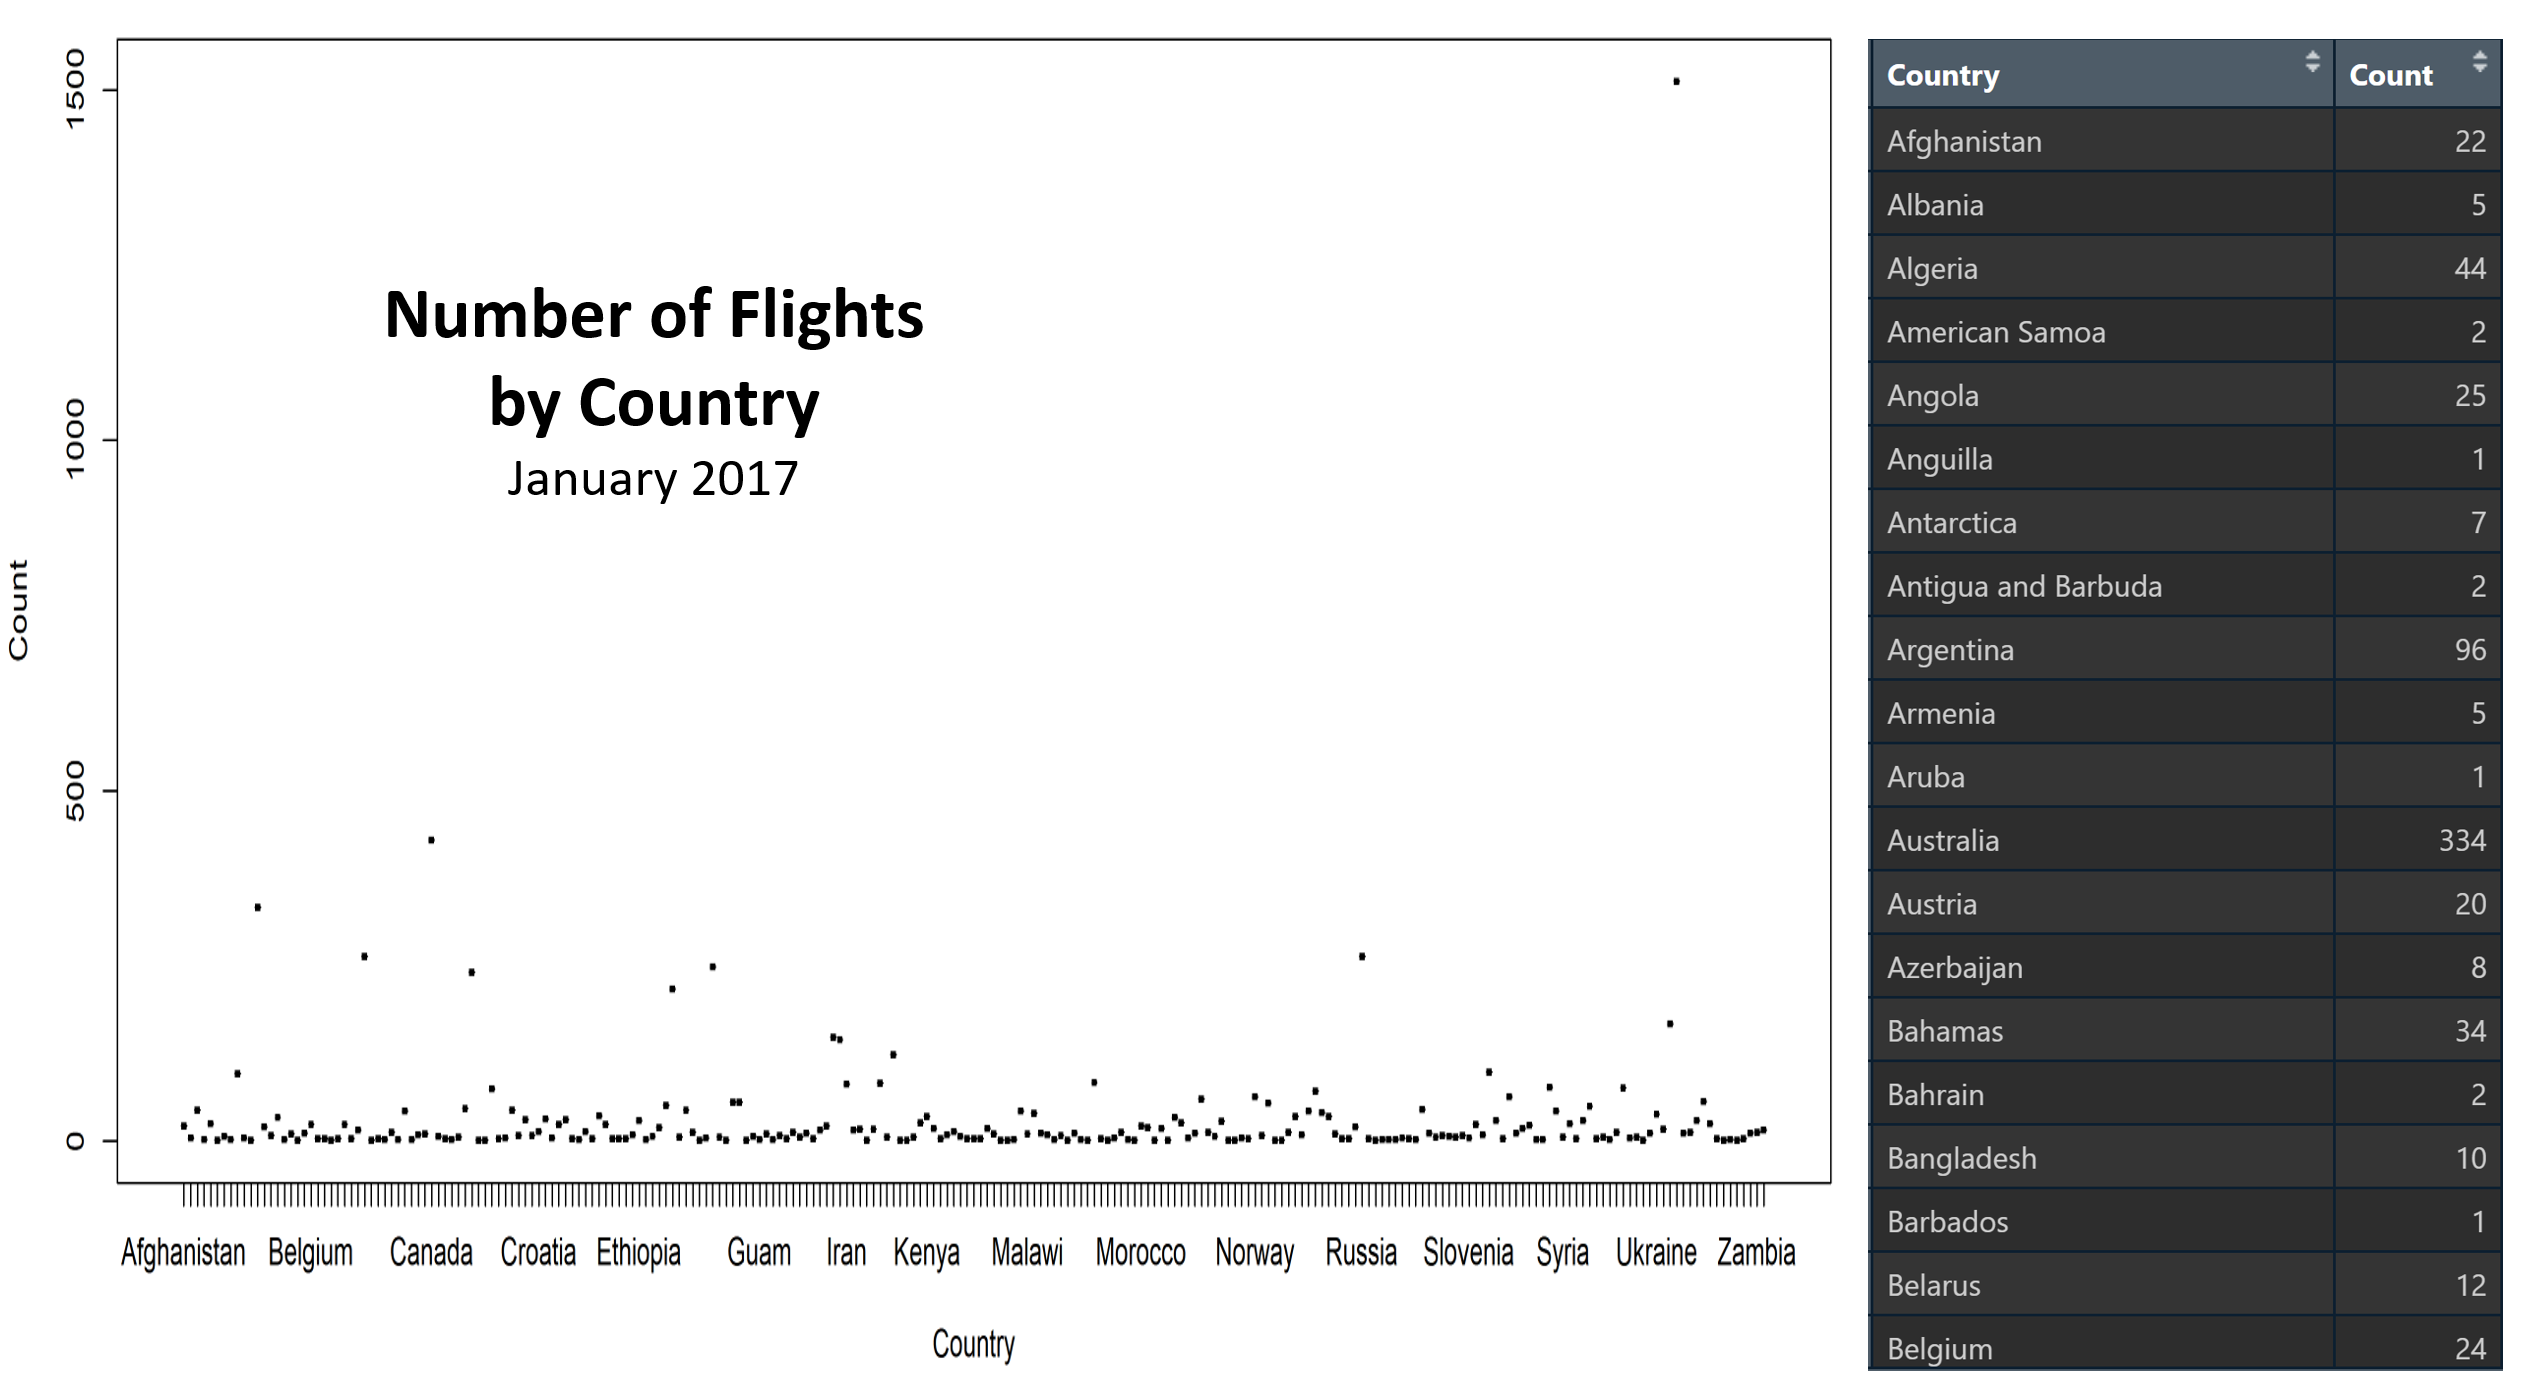 Number of Flights
by Country
January 2017
Count
1500
1000
500
0
Afghanistan Belgium Canada Croatia Ethiopia Guam Iran Kenya Malawi Morocco Norway Russia Slovenia Syria Ukraine Zambia
Country
Country Count
Afghanistan 22
Albania 5
Algeria 44
American Samoa 2
Angola 25
Anguilla 1
Antarctica 7
Antigua and Barbuda 2
Argentina 96
Armenia 5
Aruba 1
Australia 334
Austria 20
Azerbaijan 8
Bahamas 34
Bahrain 2
Bangladesh 10
Barbados 1
Belarus 12
Belgium 24